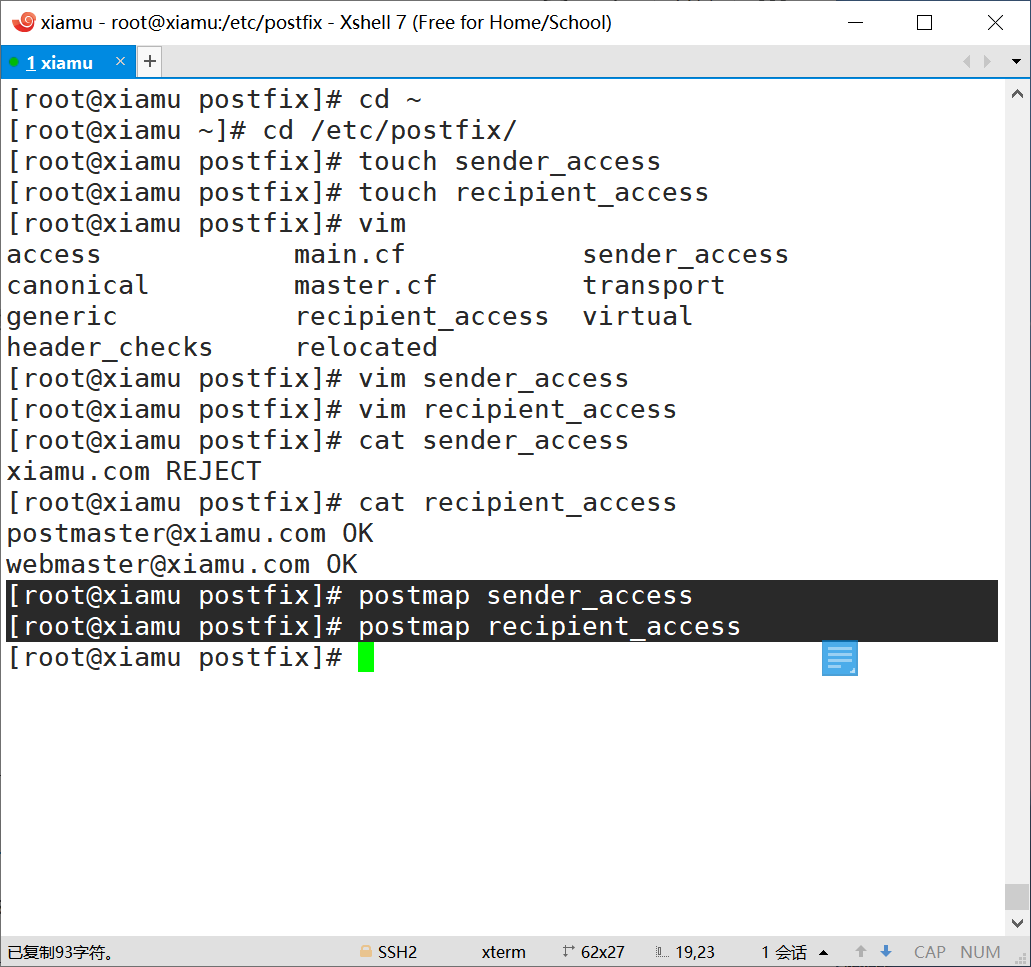 xiamu - root@xiamu:/etc/postfix - Xshell 7 (Free for Home/School)
1 xiamu × +
[root@xiamu postfix]# cd ~
[root@xiamu ~]# cd /etc/postfix/
[root@xiamu postfix]# touch sender_access
[root@xiamu postfix]# touch recipient_access
[root@xiamu postfix]# vim
access main.cf sender_access
canonical master.cf transport
generic recipient_access virtual
header_checks relocated
[root@xiamu postfix]# vim sender_access
[root@xiamu postfix]# vim recipient_access
[root@xiamu postfix]# cat sender_access
xiamu.com REJECT
[root@xiamu postfix]# cat recipient_access
postmaster@xiamu.com OK
webmaster@xiamu.com OK
[root@xiamu postfix]# postmap sender_access
[root@xiamu postfix]# postmap recipient_access
[root@xiamu postfix]#
已复制93字符。 SSH2 xterm 62x27 19,23 1 会话 CAP NUM